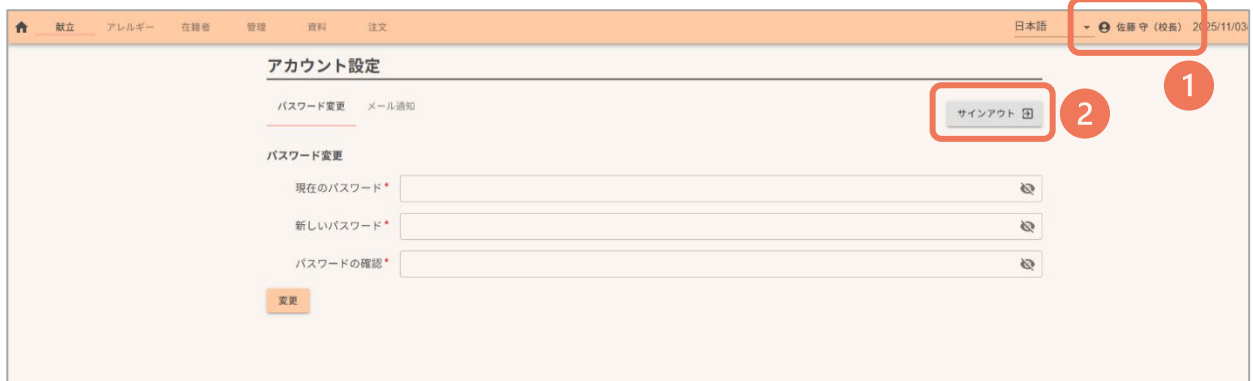 献立 アレルギー 在籍者 管理 資料 注文 日本語 佐藤 守（校長） 2025/11/03
1
アカウント設定
パスワード変更 メール通知
サインアウト
2
パスワード変更
現在のパスワード*
新しいパスワード*
パスワードの確認*
変更